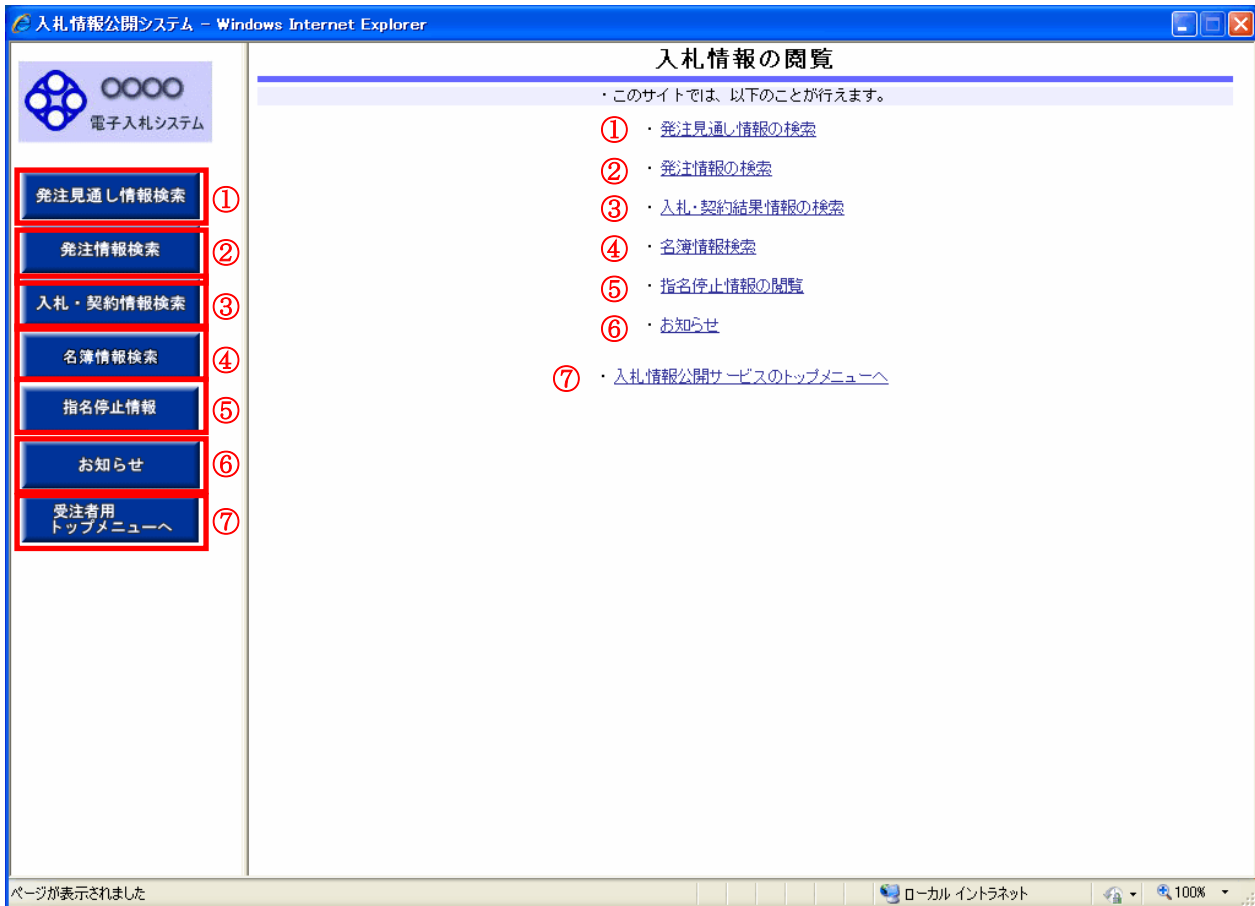 入札情報公開システム - Windows Internet Explorer
○○○○
電子入札システム
発注見通し情報検索 ①
発注情報検索 ②
入札・契約情報検索 ③
名簿情報検索 ④
指名停止情報 ⑤
お知らせ ⑥
受注者用
トップメニューへ ⑦
入札情報の閲覧
・このサイトでは、以下のことが行えます。
① ・発注見通し情報の検索
② ・発注情報の検索
③ ・入札・契約結果情報の検索
④ ・名簿情報検索
⑤ ・指名停止情報の閲覧
⑥ ・お知らせ
⑦ ・入札情報公開サービスのトップメニューへ
ページが表示されました
ローカル イントラネット
100%